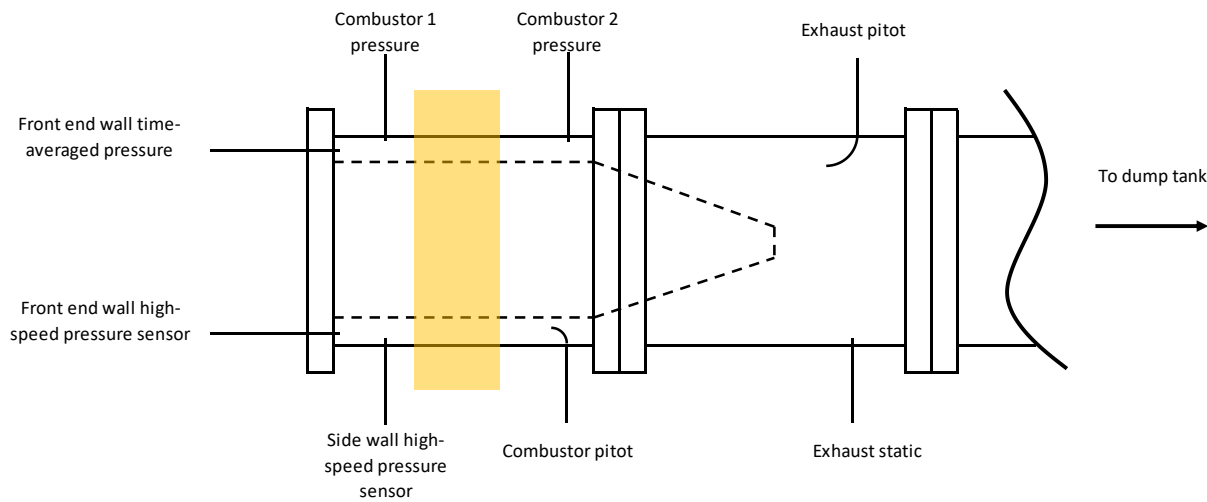 Combustor 1
pressure
Combustor 2
pressure
Exhaust pitot
Front end wall time-
averaged pressure
To dump tank
Front end wall high-
speed pressure sensor
Side wall high-
speed pressure
sensor
Combustor pitot
Exhaust static